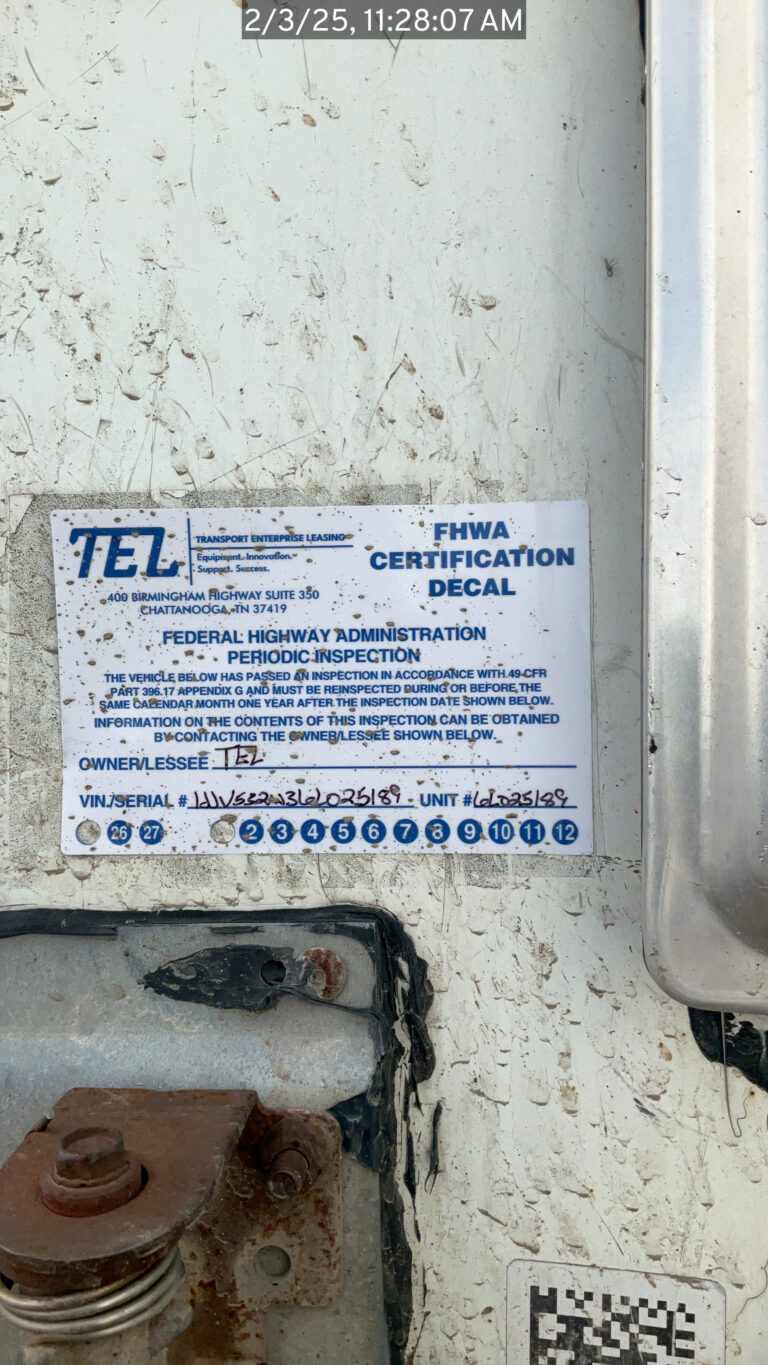 2/3/25, 11:28:07 AM
TEL
TRANSPORT ENTERPRISE LEASING
Equipment. Innovation.
Support. Success.
FHWA
CERTIFICATION
DECAL
400 BIRMINGHAM HIGHWAY SUITE 350
CHATTANOOGA, TN 37419
FEDERAL HIGHWAY ADMINISTRATION
PERIODIC INSPECTION
THE VEHICLE BELOW HAS PASSED AN INSPECTION IN ACCORDANCE WITH 49 CFR
PART 396.17 APPENDIX G AND MUST BE REINSPECTED DURING OR BEFORE THE
SAME CALENDAR MONTH ONE YEAR AFTER THE INSPECTION DATE SHOWN BELOW.
INFORMATION ON THE CONTENTS OF THIS INSPECTION CAN BE OBTAINED
BY CONTACTING THE OWNER/LESSEE SHOWN BELOW.
OWNER/LESSEE TEL
VIN./SERIAL # 1JJV532W36L025189 UNIT # 6L025189
26 27 2 3 4 5 6 7 8 9 10 11 12